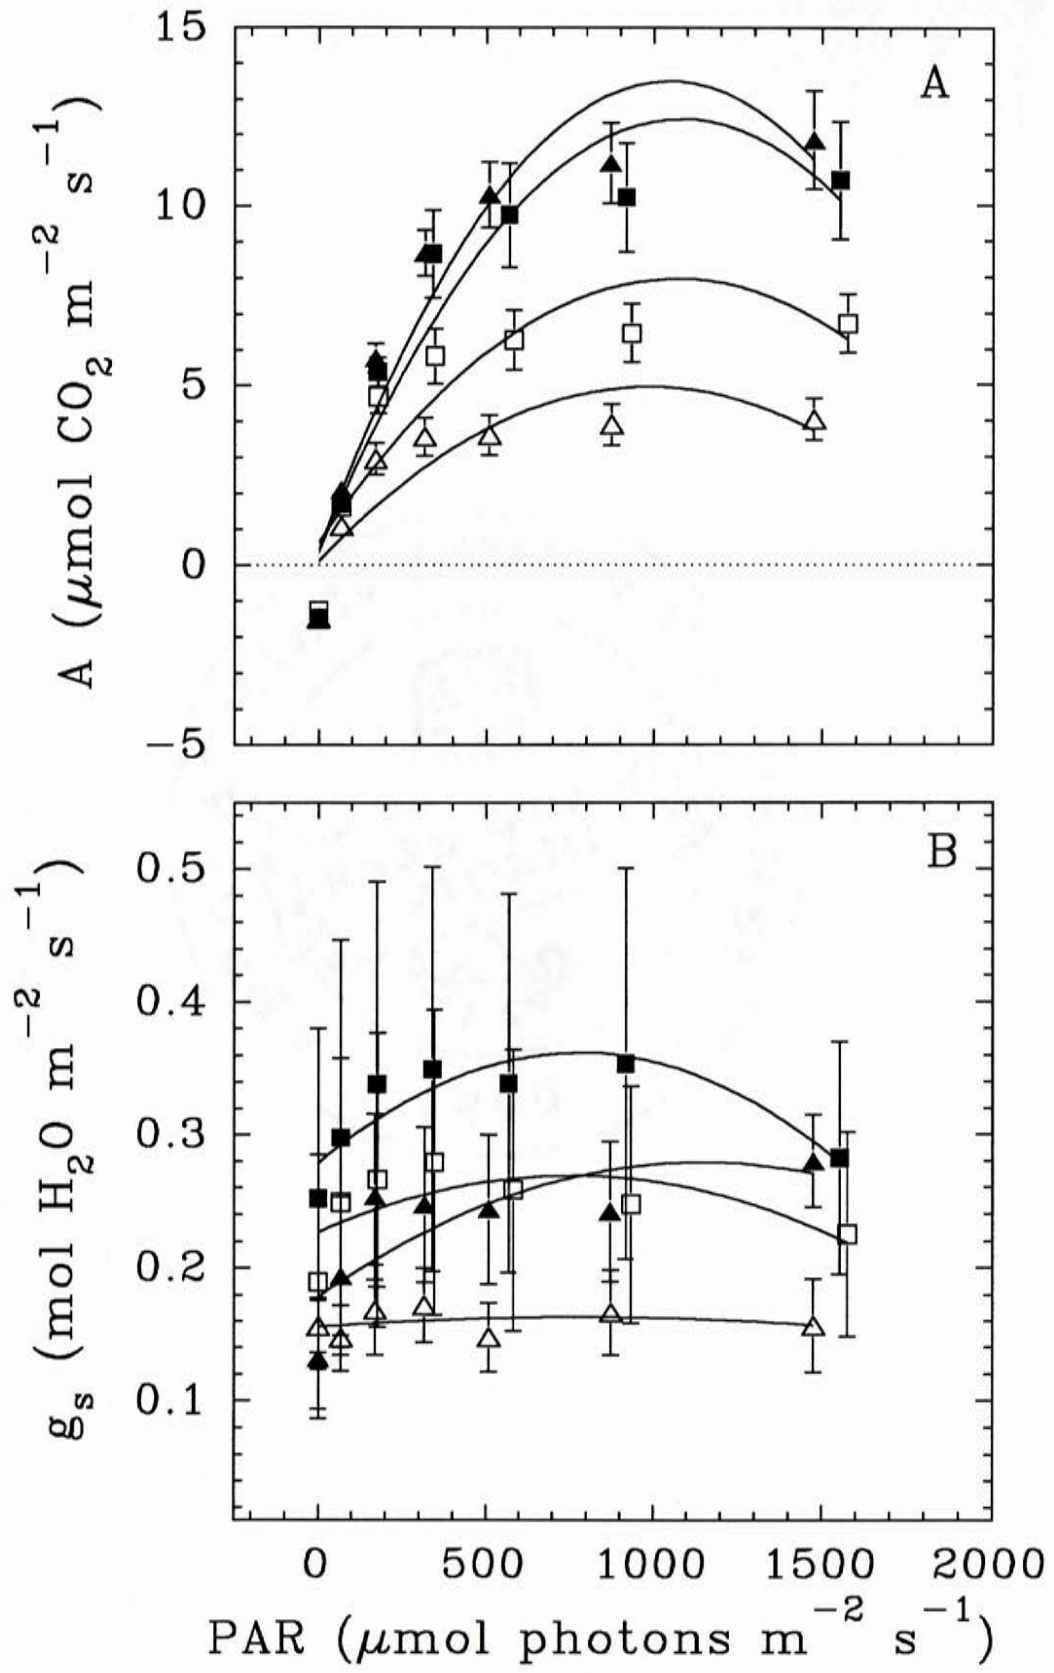 15
A
10
5
0
−5
A (μmol CO₂ m⁻² s⁻¹)
B
0.5
0.4
0.3
0.2
0.1
gₛ (mol H₂O m⁻² s⁻¹)
0 500 1000 1500 2000
PAR (μmol photons m⁻² s⁻¹)